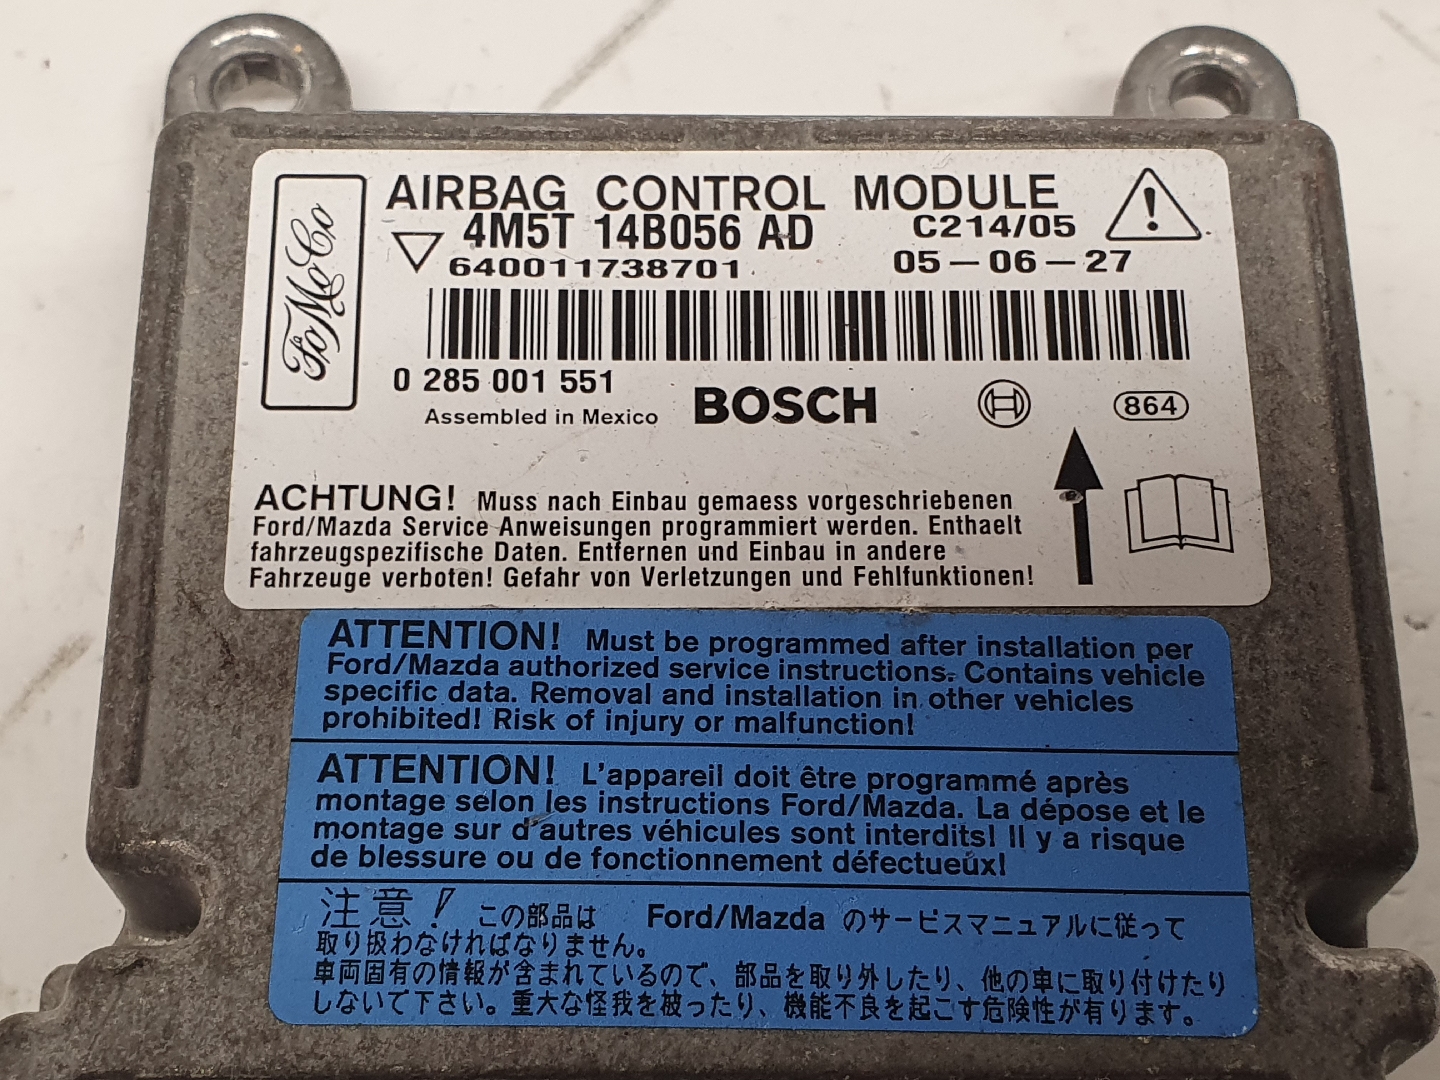 FoMoCo
AIRBAG CONTROL MODULE
4M5T 14B056 AD
C214/05
640011738701
05-06-27
0 285 001 551
Assembled in Mexico
BOSCH
864
ACHTUNG! Muss nach Einbau gemaess vorgeschriebenen
Ford/Mazda Service Anweisungen programmiert werden. Enthaelt
fahrzeugspezifische Daten. Entfernen und Einbau in andere
Fahrzeuge verboten! Gefahr von Verletzungen und Fehlfunktionen!
ATTENTION! Must be programmed after installation per
Ford/Mazda authorized service instructions. Contains vehicle
specific data. Removal and installation in other vehicles
prohibited! Risk of injury or malfunction!
ATTENTION! L'appareil doit être programmé après
montage selon les instructions Ford/Mazda. La dépose et le
montage sur d'autres véhicules sont interdits! Il y a risque
de blessure ou de fonctionnement défectueux!
注意! この部品は Ford/Mazda のサービスマニュアルに従って
取り扱わなければなりません。
車両固有の情報が含まれているので、部品を取り外したり、他の車に取り付けたり
しないで下さい。重大な怪我を被ったり、機能不良を起こす危険性が有ります。